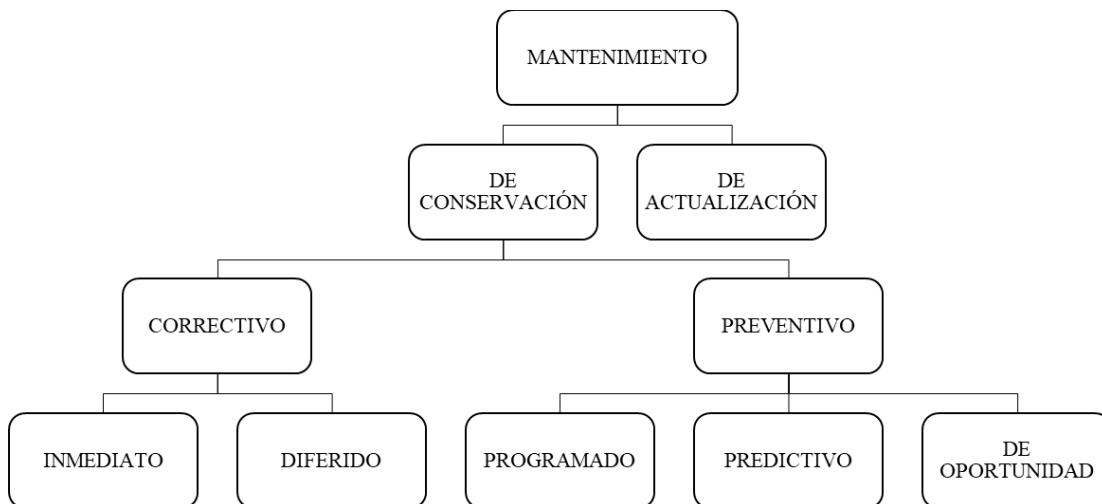 MANTENIMIENTO
DE
CONSERVACIÓN
DE
ACTUALIZACIÓN
CORRECTIVO
PREVENTIVO
INMEDIATO
DIFERIDO
PROGRAMADO
PREDICTIVO
DE
OPORTUNIDAD